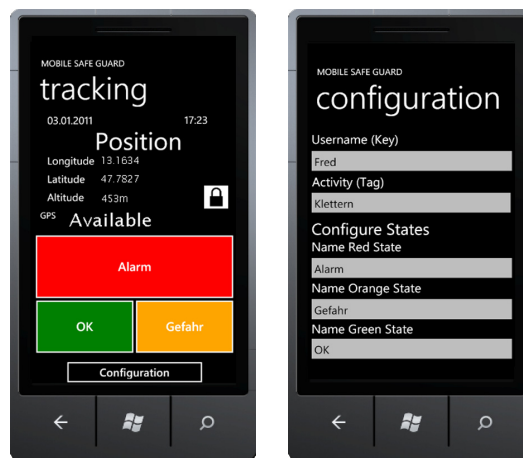 MOBILE SAFE GUARD
tracking
03.01.2011 17:23
Position
Longitude 13.1634
Latitude 47.7827
Altitude 453m
GPS Available
Alarm
OK Gefahr
Configuration
MOBILE SAFE GUARD
configuration
Username (Key)
Fred
Activity (Tag)
Klettern
Configure States
Name Red State
Alarm
Name Orange State
Gefahr
Name Green State
OK